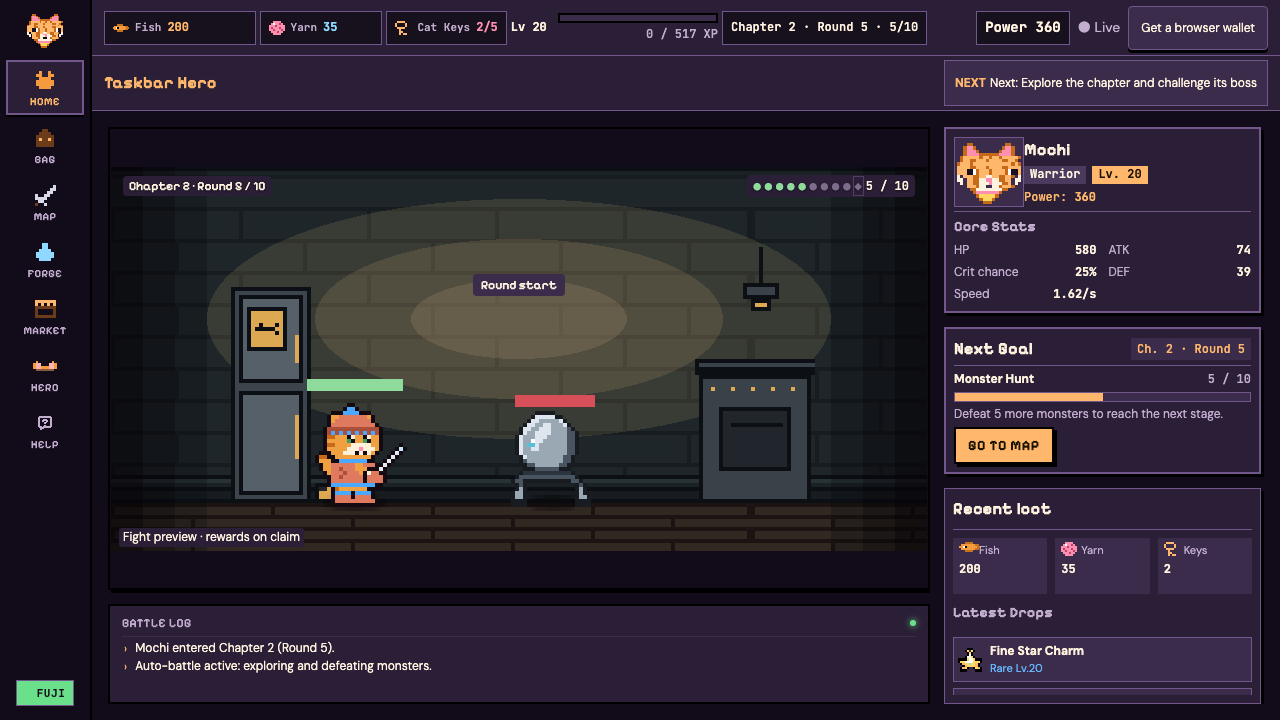 Fish 200
Yarn 35
Cat Keys 2/5
Lv 20
0 / 517 XP
Chapter 2 · Round 5 · 5/10
Power 360
Live
Get a browser wallet
HOME
BAG
MAP
FORGE
MARKET
HERO
HELP
FUJI
Taskbar Hero
NEXT Next: Explore the chapter and challenge its boss
Chapter 2 · Round 5 / 10
5 / 10
Round start
Fight preview · rewards on claim
BATTLE LOG
› Mochi entered Chapter 2 (Round 5).
› Auto-battle active: exploring and defeating monsters.
Mochi
Warrior Lv. 20
Power: 360
Core Stats
HP 580 ATK 74
Crit chance 25% DEF 39
Speed 1.62/s
Next Goal Ch. 2 · Round 5
Monster Hunt 5 / 10
Defeat 5 more monsters to reach the next stage.
GO TO MAP
Recent loot
Fish 200
Yarn 35
Keys 2
Latest Drops
Fine Star Charm
Rare Lv.20